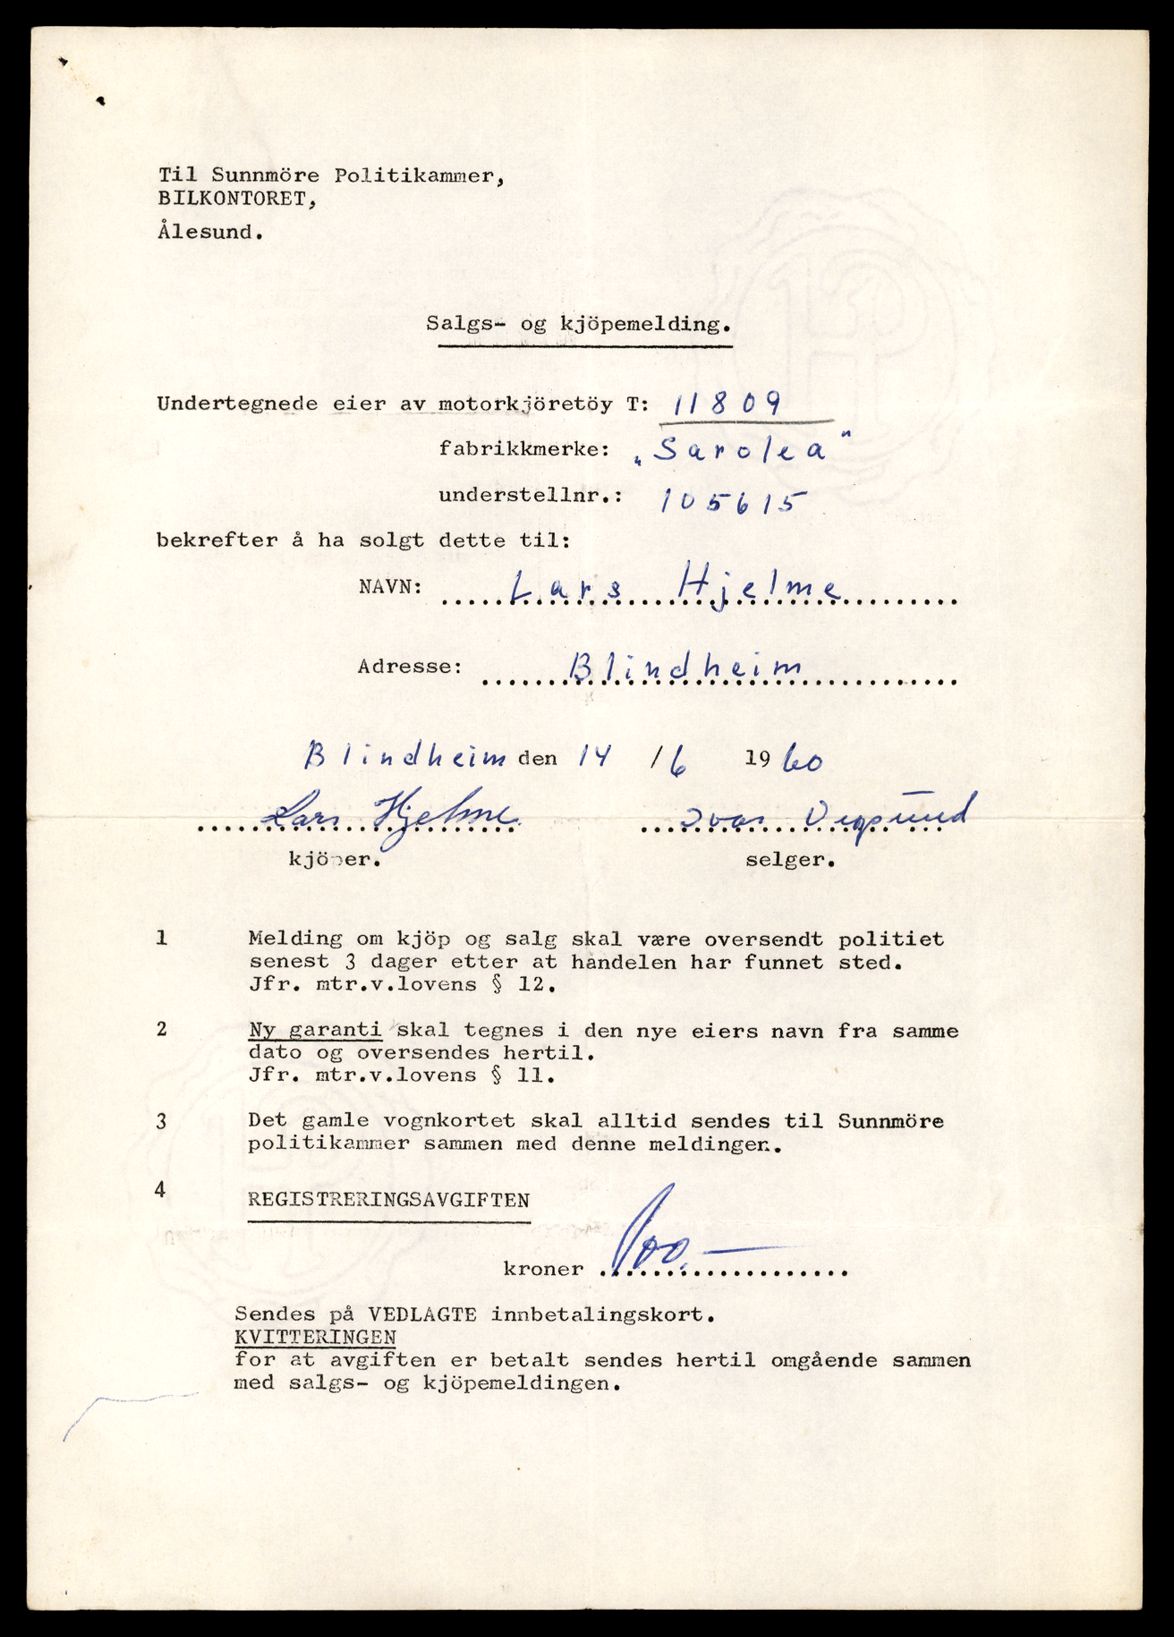 Til Sunnmöre Politikammer,
BILKONTORET,
Ålesund.
Salgs- og kjöpemelding.
Undertegnede eier av motorkjöretöy T: 11809
fabrikkmerke: „Sarolea"
understellnr.: 105615
bekrefter å ha solgt dette til:
NAVN: Lars Hjelme
Adresse: Blindheim
Blindheim den 14 /6 1960
Lars Hjelme Ivar Vegsund
kjöper. selger.
1 Melding om kjöp og salg skal være oversendt politiet
senest 3 dager etter at handelen har funnet sted.
Jfr. mtr.v.lovens § 12.
2 Ny garanti skal tegnes i den nye eiers navn fra samme
dato og oversendes hertil.
Jfr. mtr.v.lovens § 11.
3 Det gamle vognkortet skal alltid sendes til Sunnmöre
politikammer sammen med denne meldingen.
4 REGISTRERINGSAVGIFTEN
kroner 100.—
Sendes på VEDLAGTE innbetalingskort.
KVITTERINGEN
for at avgiften er betalt sendes hertil omgående sammen
med salgs- og kjöpemeldingen.